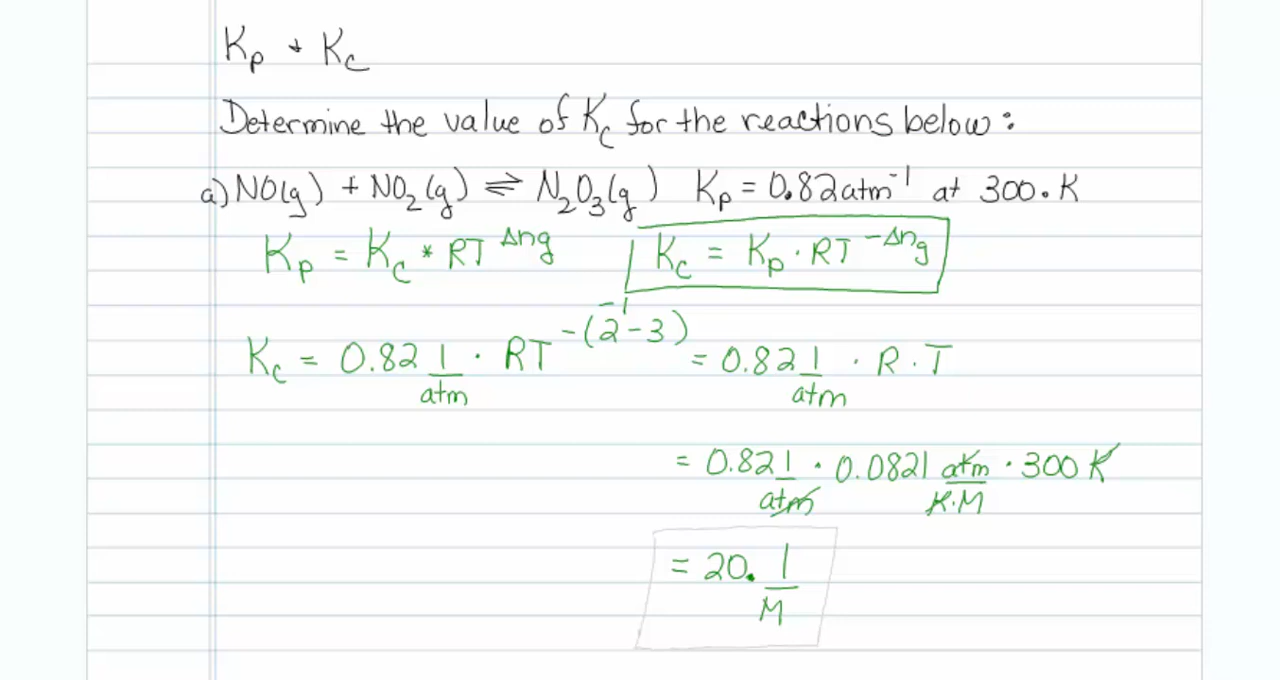 Kp + Kc
Determine the value of Kc for the reactions below:
a) NO(g) + NO₂(g) ⇌ N₂O₃(g) Kp = 0.82 atm⁻¹ at 300. K
Kp = Kc * RT^Δng Kc = Kp · RT^-Δng
-1
Kc = 0.82 1/atm · RT^-(2-3) = 0.82 1/atm · R · T
= 0.82 1/atm · 0.0821 atm/K·M · 300 K
= 20. 1/M